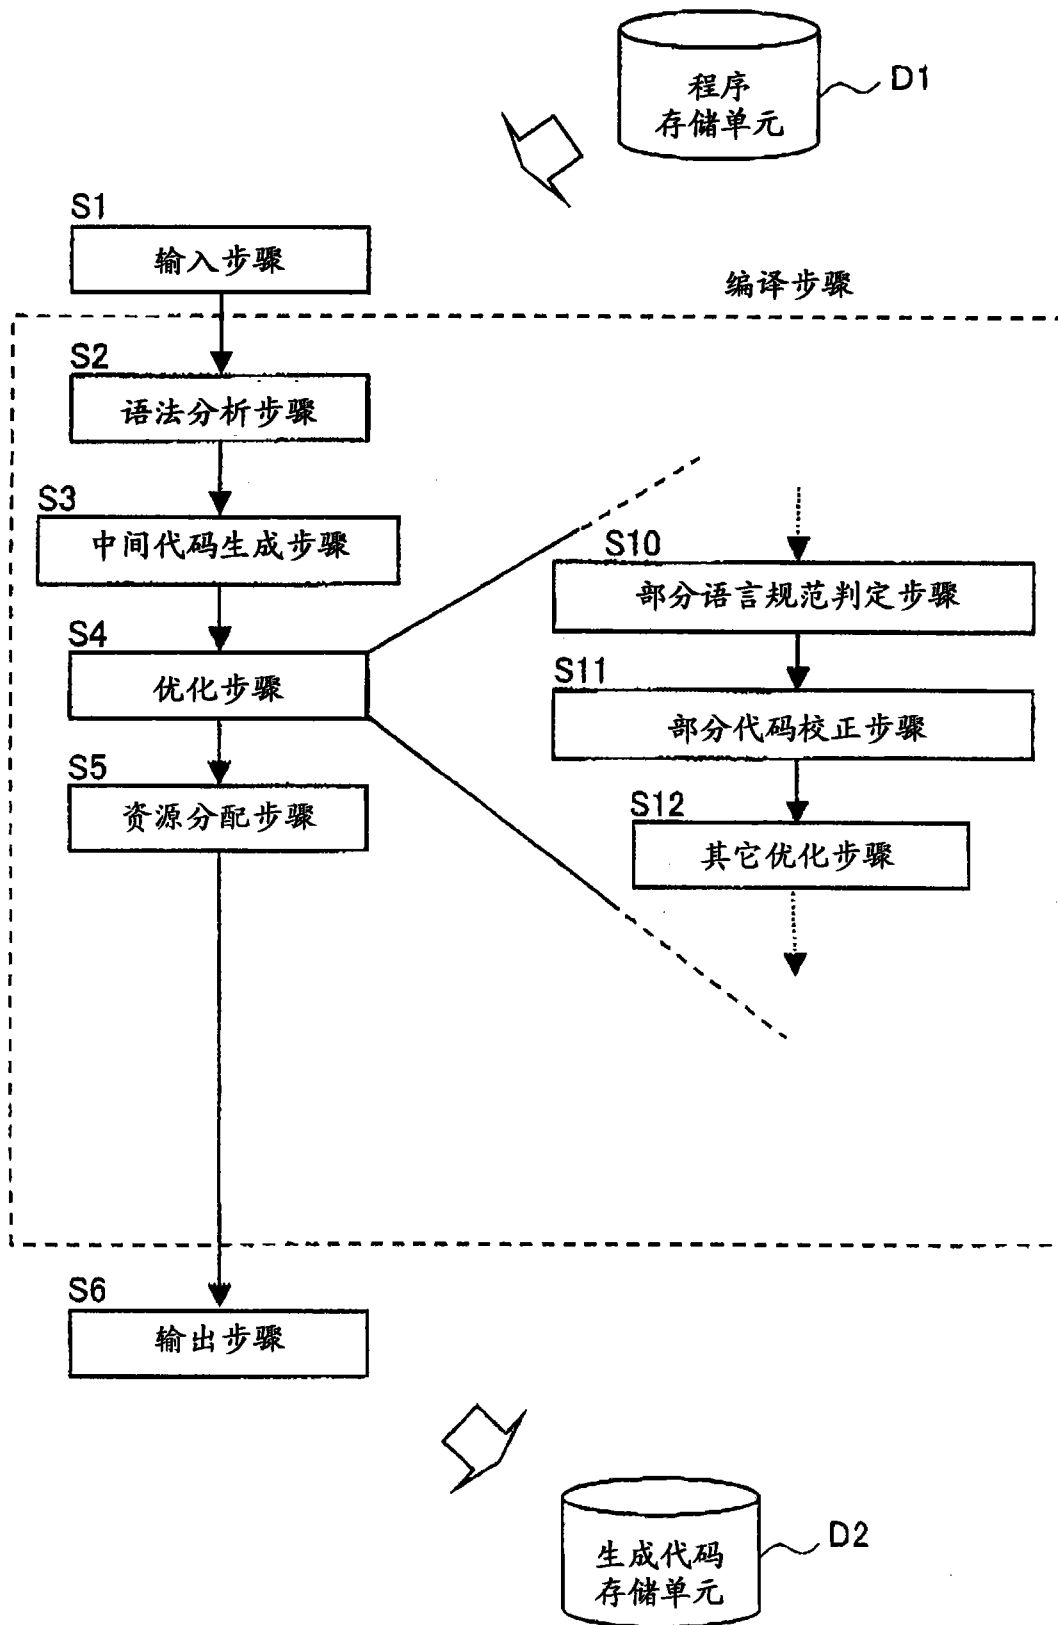 程序
存储单元
D1
S1
输入步骤
编译步骤
S2
语法分析步骤
S3
中间代码生成步骤
S4
优化步骤
S5
资源分配步骤
S10
部分语言规范判定步骤
S11
部分代码校正步骤
S12
其它优化步骤
S6
输出步骤
生成代码
存储单元
D2